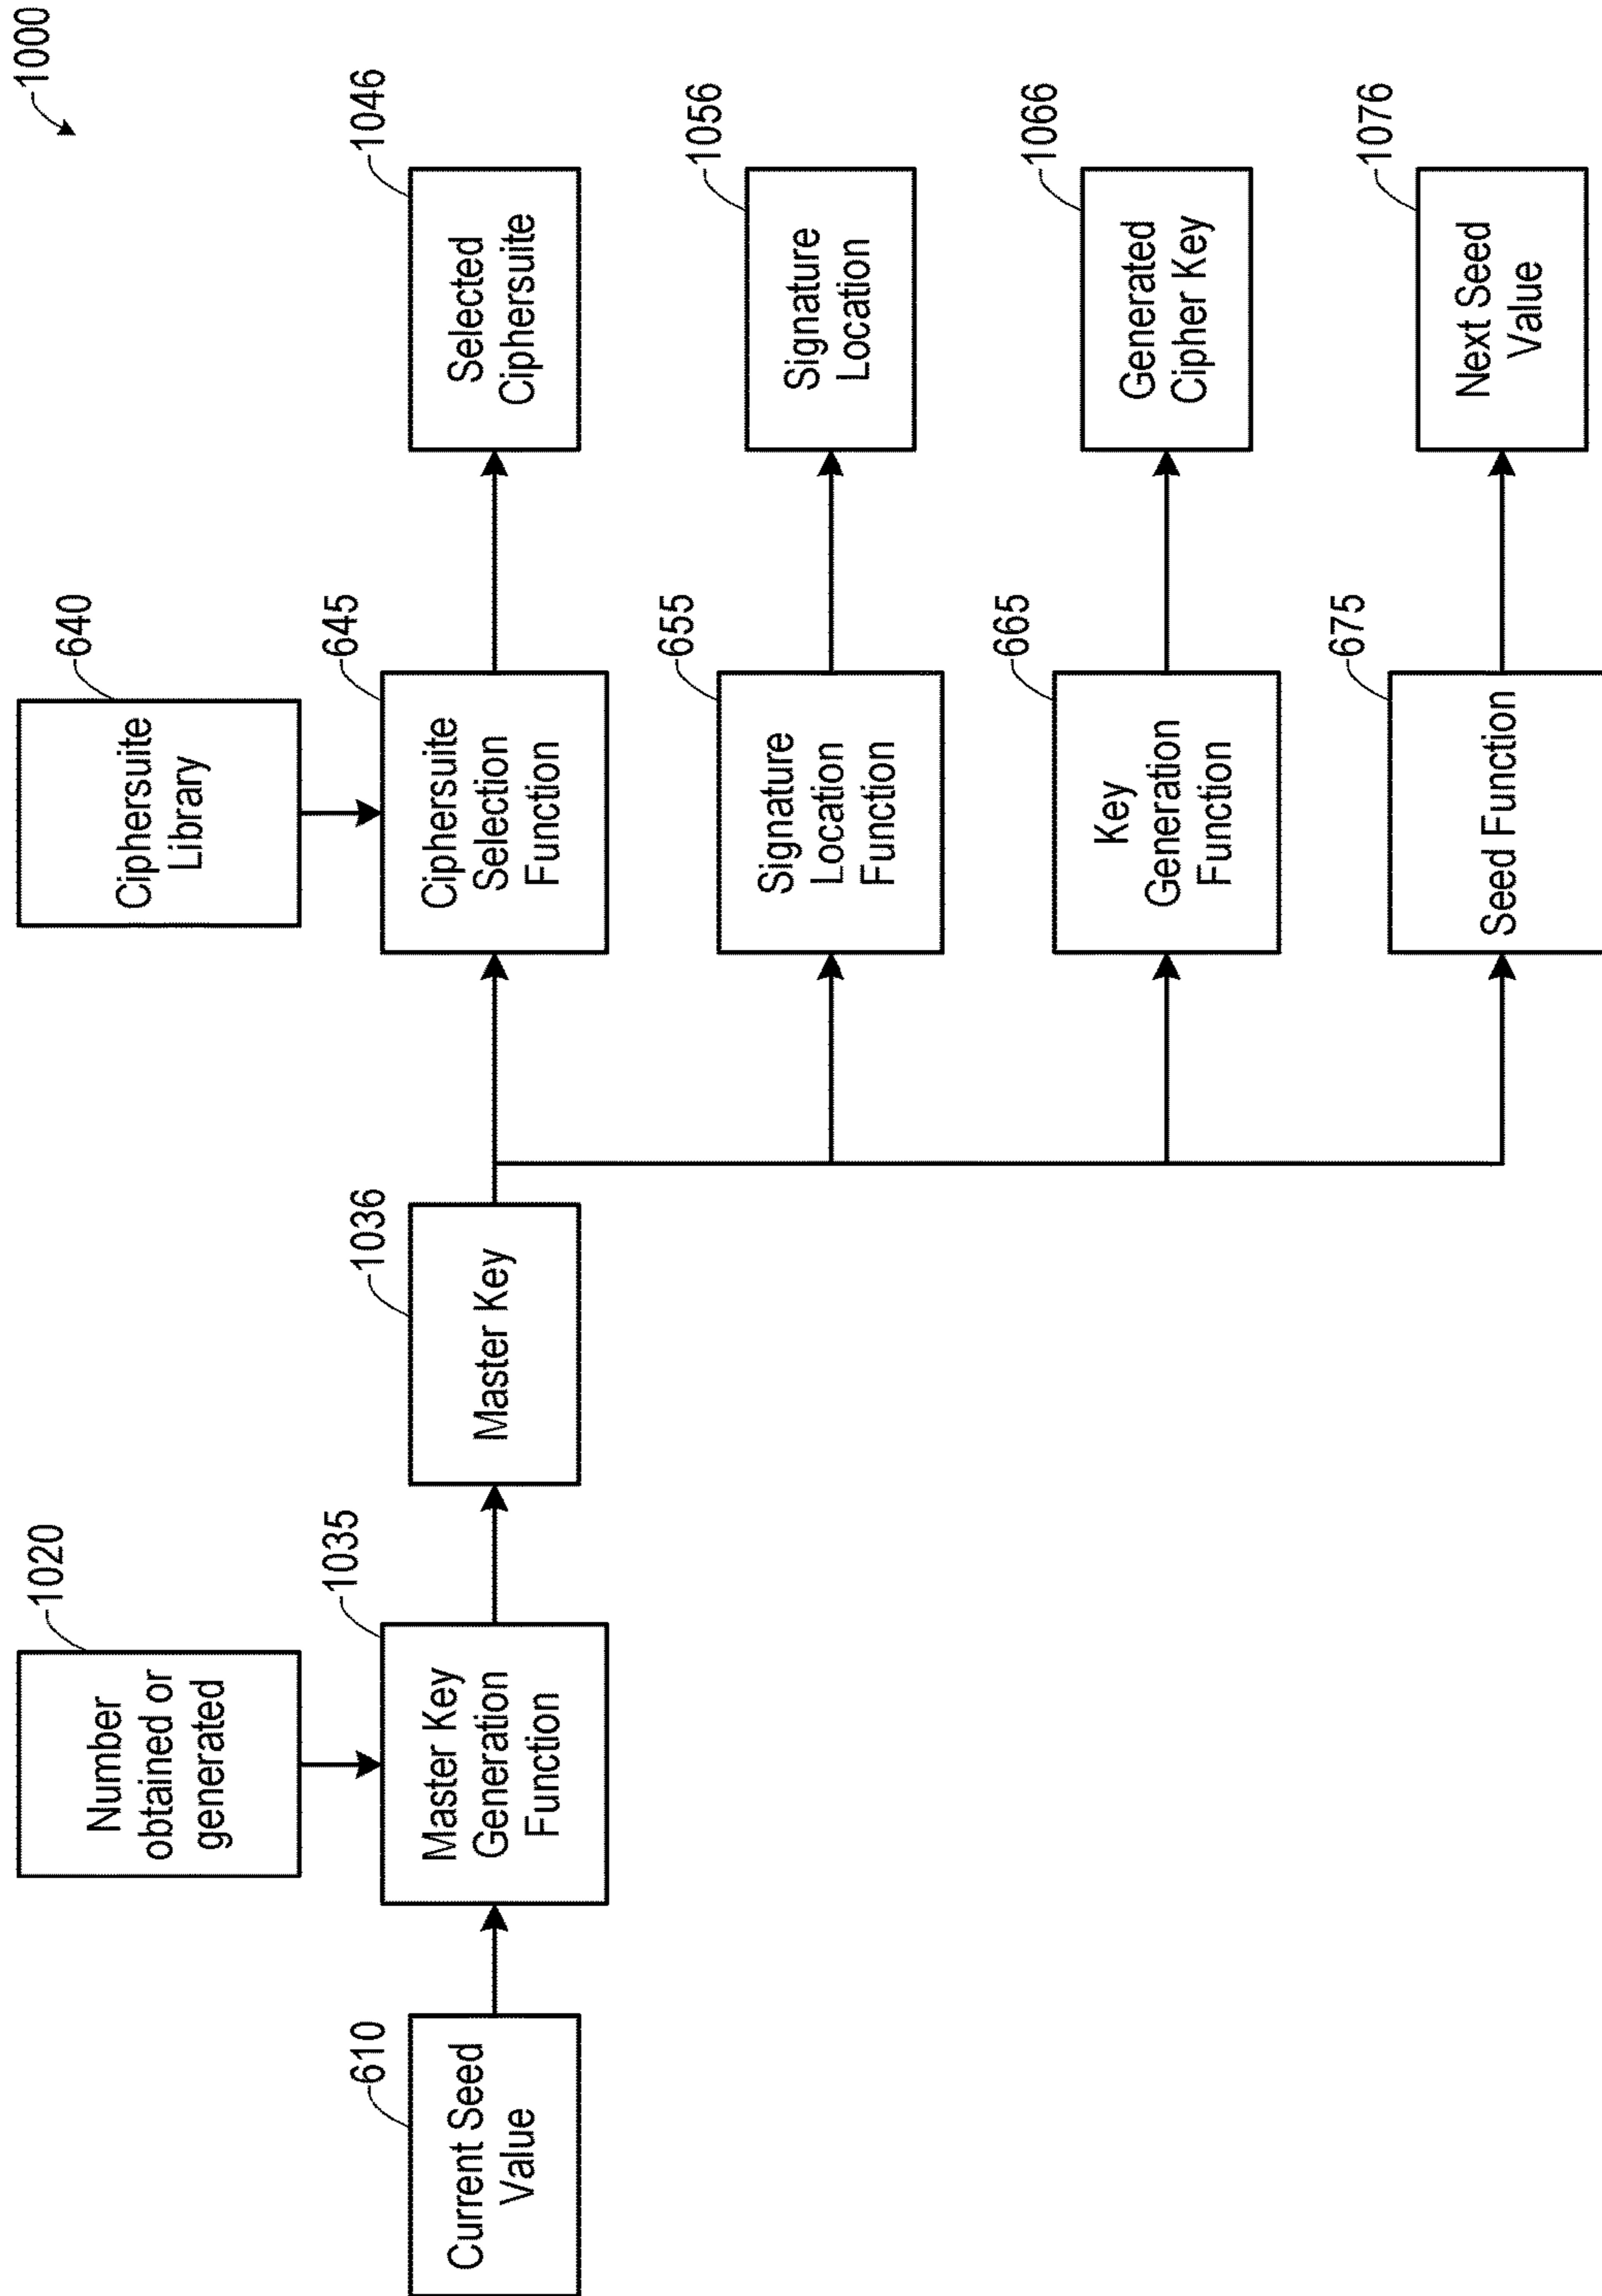 1000
1020
Number
obtained or
generated
640
Ciphersuite
Library
610
Current Seed
Value
1035
Master Key
Generation
Function
1036
Master Key
645
Ciphersuite
Selection
Function
1046
Selected
Ciphersuite
655
Signature
Location
Function
1056
Signature
Location
665
Key
Generation
Function
1066
Generated
Cipher Key
675
Seed Function
1076
Next Seed
Value